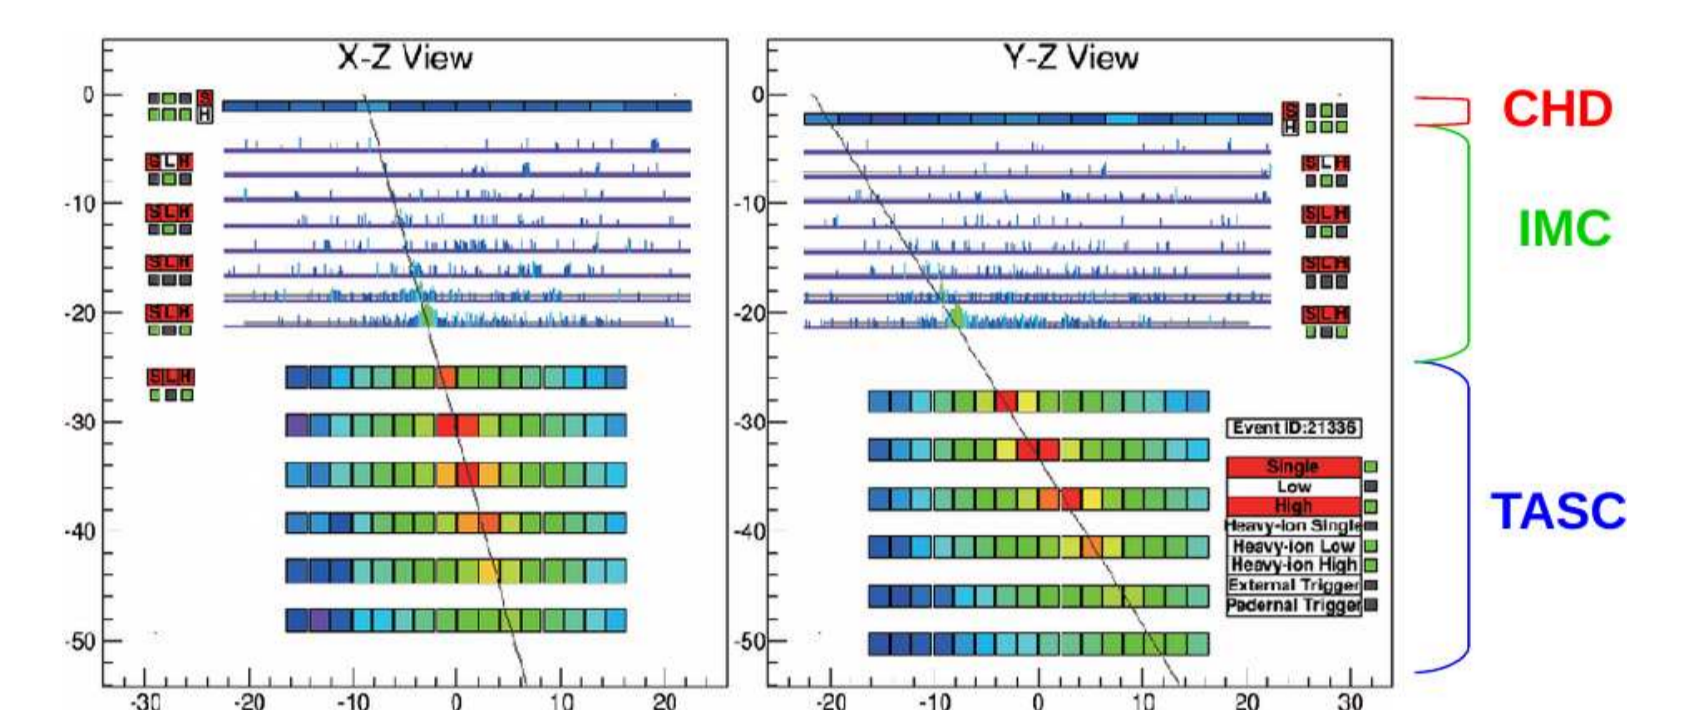 X-Z View
0
-10
-20
-30
-40
-50
-30 -20 -10 0 10 20
S
H
S L H
S L H
S L H
S L H
S L H
Y-Z View
0
-10
-20
-30
-40
-50
-20 -10 0 10 20 30
S
H
S L H
S L H
S L H
S L H
Event ID:21336
Single
Low
High
Heavy-Ion Single
Heavy-ion Low
Heavy-ion High
External Trigger
Pedernal Trigger
CHD
IMC
TASC